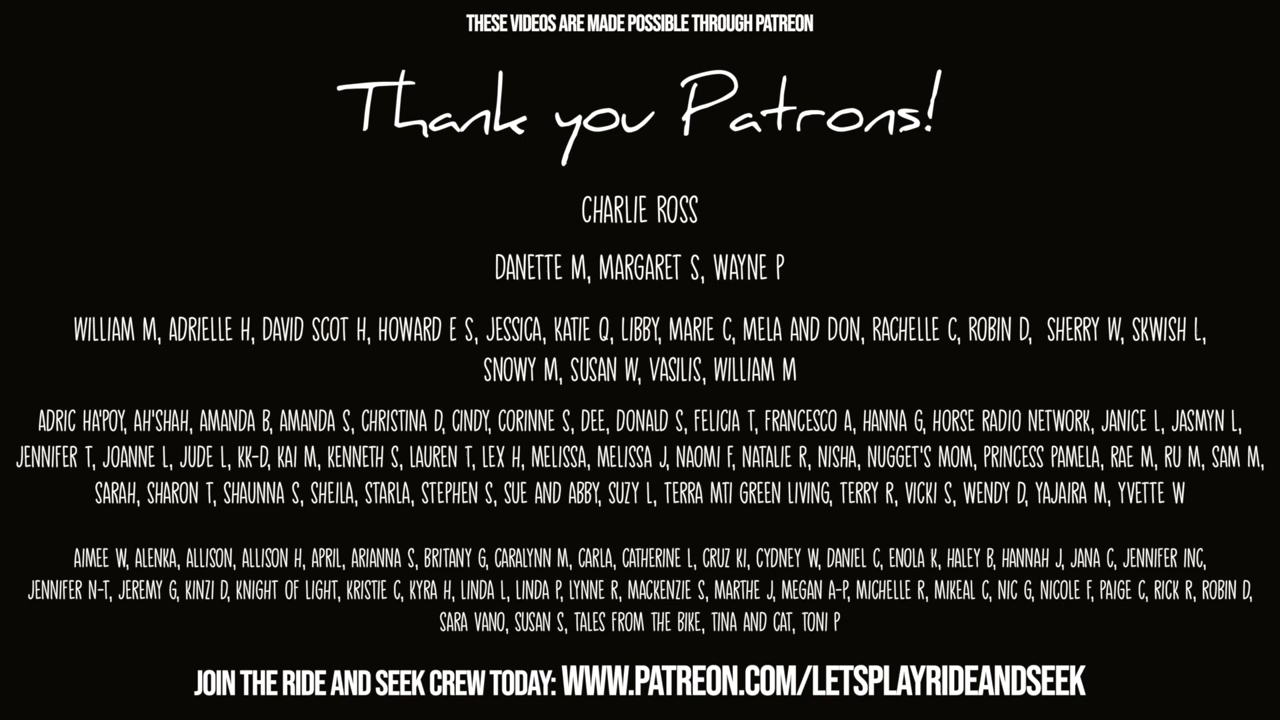 THESE VIDEOS ARE MADE POSSIBLE THROUGH PATREON
Thank you Patrons!
CHARLIE ROSS
DANETTE M, MARGARET S, WAYNE P
WILLIAM M, ADRIELLE H, DAVID SCOT H, HOWARD E S, JESSICA, KATIE Q, LIBBY, MARIE C, MELA AND DON, RACHELLE C, ROBIN D, SHERRY W, SKWISH L,
SNOWY M, SUSAN W, VASILIS, WILLIAM M
ADRIC HA'POY, AH'SHAH, AMANDA B, AMANDA S, CHRISTINA D, CINDY, CORINNE S, DEE, DONALD S, FELICIA T, FRANCESCO A, HANNA G, HORSE RADIO NETWORK, JANICE L, JASMYN L,
JENNIFER T, JOANNE L, JUDE L, KK-D, KAI M, KENNETH S, LAUREN T, LEX H, MELISSA, MELISSA J, NAOMI F, NATALIE R, NISHA, NUGGET'S MOM, PRINCESS PAMELA, RAE M, RU M, SAM M,
SARAH, SHARON T, SHAUNNA S, SHEILA, STARLA, STEPHEN S, SUE AND ABBY, SUZY L, TERRA MTI GREEN LIVING, TERRY R, VICKI S, WENDY D, YAJAIRA M, YVETTE W
AIMEE W, ALENKA, ALLISON, ALLISON H, APRIL, ARIANNA S, BRITANY G, CARALYNN M, CARLA, CATHERINE L, CRUZ KI, CYDNEY W, DANIEL C, ENOLA K, HALEY B, HANNAH J, JANA C, JENNIFER INC,
JENNIFER N-T, JEREMY G, KINZI D, KNIGHT OF LIGHT, KRISTIE C, KYRA H, LINDA L, LINDA P, LYNNE R, MACKENZIE S, MARTHE J, MEGAN A-P, MICHELLE R, MIKEAL C, NIC G, NICOLE F, PAIGE C, RICK R, ROBIN D,
SARA VANO, SUSAN S, TALES FROM THE BIKE, TINA AND CAT, TONI P
JOIN THE RIDE AND SEEK CREW TODAY: WWW.PATREON.COM/LETSPLAYRIDEANDSEEK